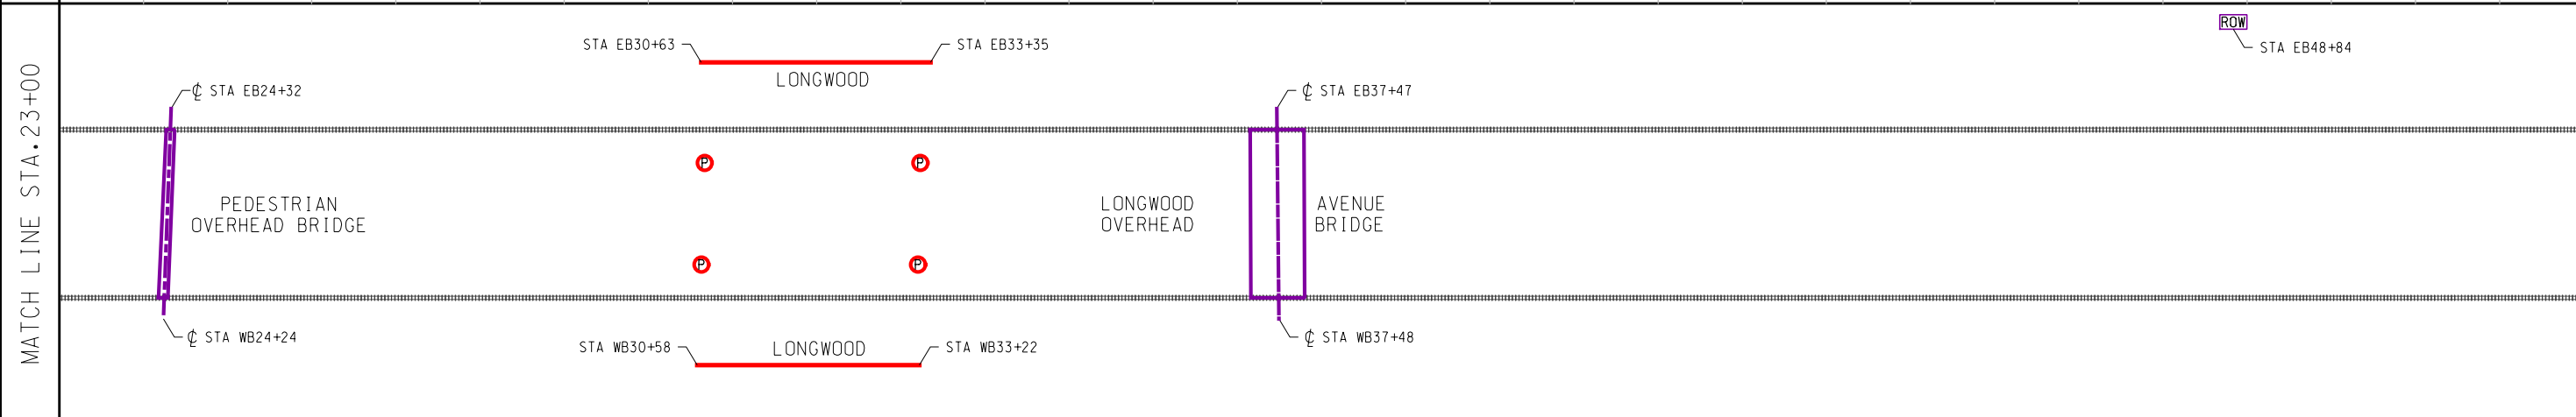 MATCH LINE STA. 23+00
ROW
STA EB48+84
STA EB30+63
STA EB33+35
LONGWOOD
℄ STA EB24+32
℄ STA EB37+47
P
P
PEDESTRIAN
OVERHEAD BRIDGE
LONGWOOD
OVERHEAD
AVENUE
BRIDGE
P
P
℄ STA WB24+24
℄ STA WB37+48
STA WB30+58
LONGWOOD
STA WB33+22